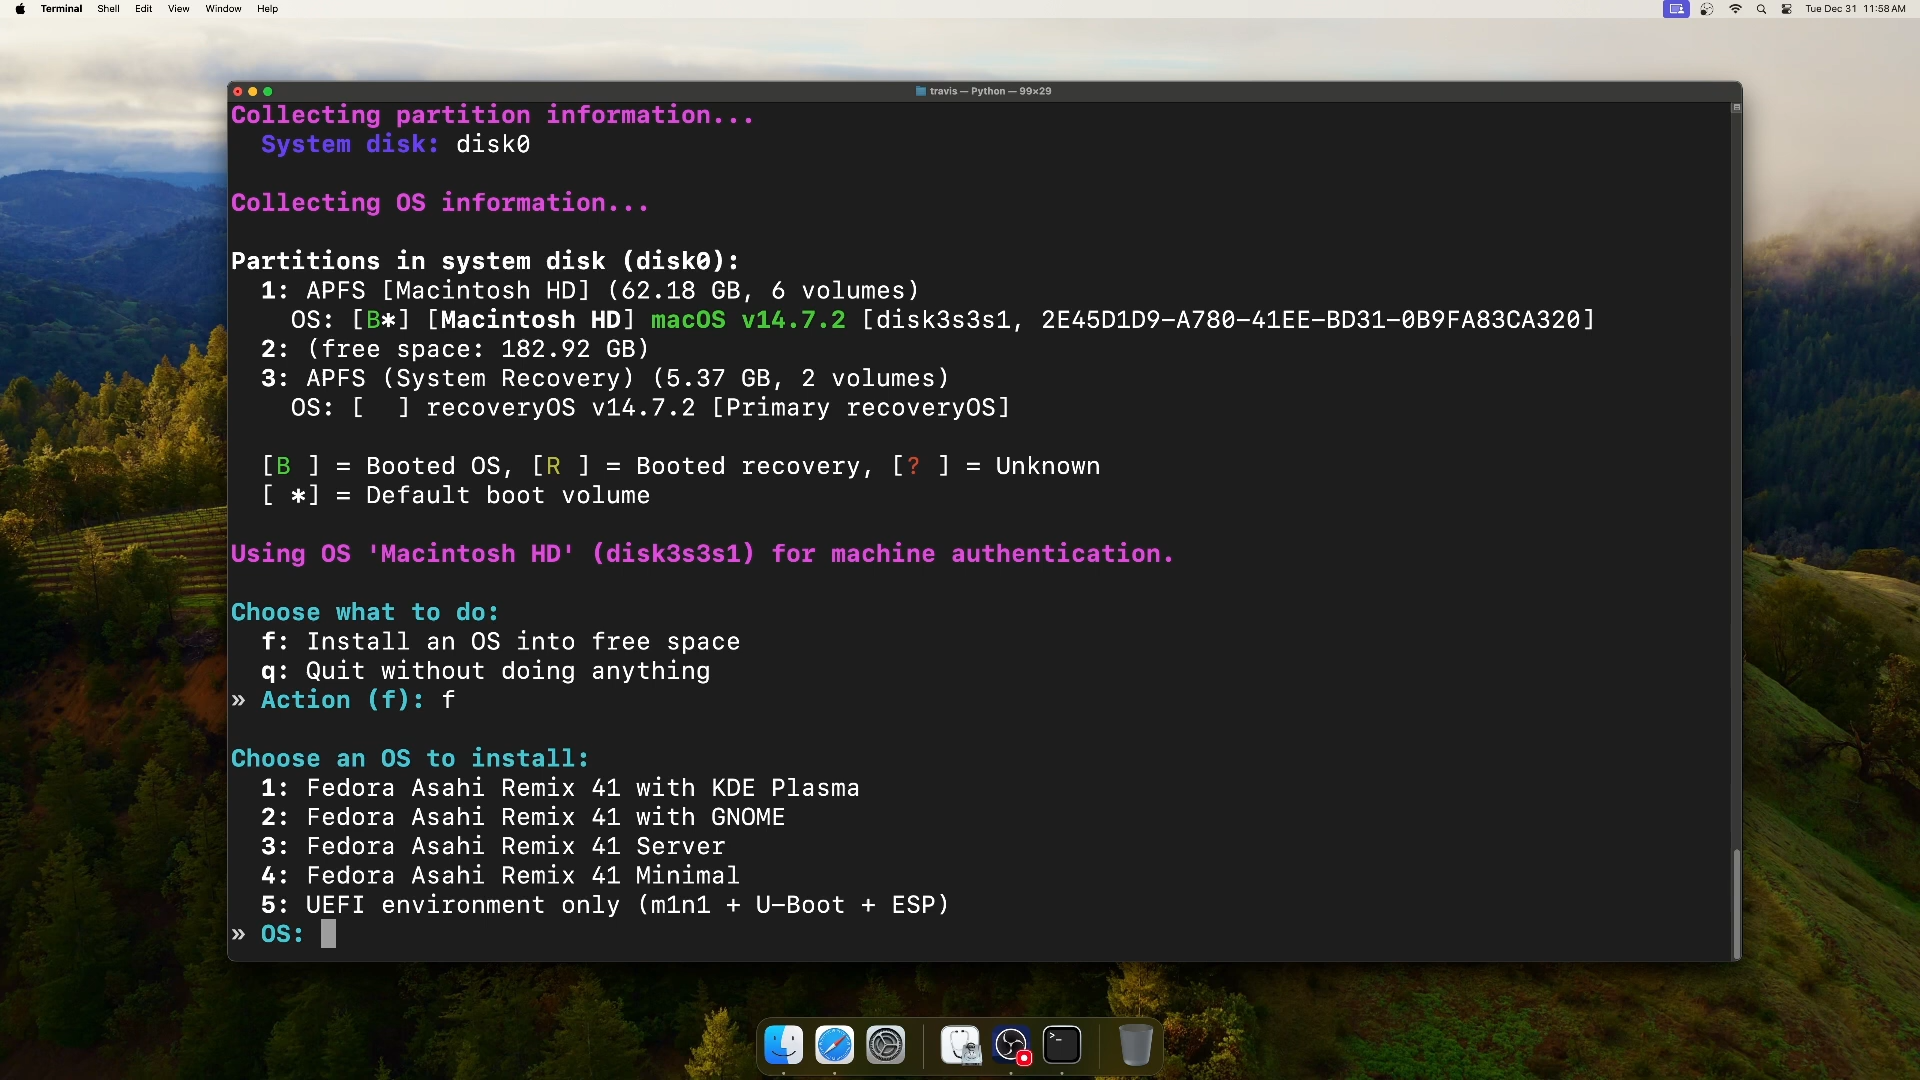 Terminal Shell Edit View Window Help Tue Dec 31 11:58 AM
travis — Python — 99×29
Collecting partition information...
System disk: disk0
Collecting OS information...
Partitions in system disk (disk0):
1: APFS [Macintosh HD] (62.18 GB, 6 volumes)
OS: [B*] [Macintosh HD] macOS v14.7.2 [disk3s3s1, 2E45D1D9-A780-41EE-BD31-0B9FA83CA320]
2: (free space: 182.92 GB)
3: APFS (System Recovery) (5.37 GB, 2 volumes)
OS: [  ] recoveryOS v14.7.2 [Primary recoveryOS]
[B ] = Booted OS, [R ] = Booted recovery, [? ] = Unknown
[ *] = Default boot volume
Using OS 'Macintosh HD' (disk3s3s1) for machine authentication.
Choose what to do:
f: Install an OS into free space
q: Quit without doing anything
» Action (f): f
Choose an OS to install:
1: Fedora Asahi Remix 41 with KDE Plasma
2: Fedora Asahi Remix 41 with GNOME
3: Fedora Asahi Remix 41 Server
4: Fedora Asahi Remix 41 Minimal
5: UEFI environment only (m1n1 + U-Boot + ESP)
» OS: